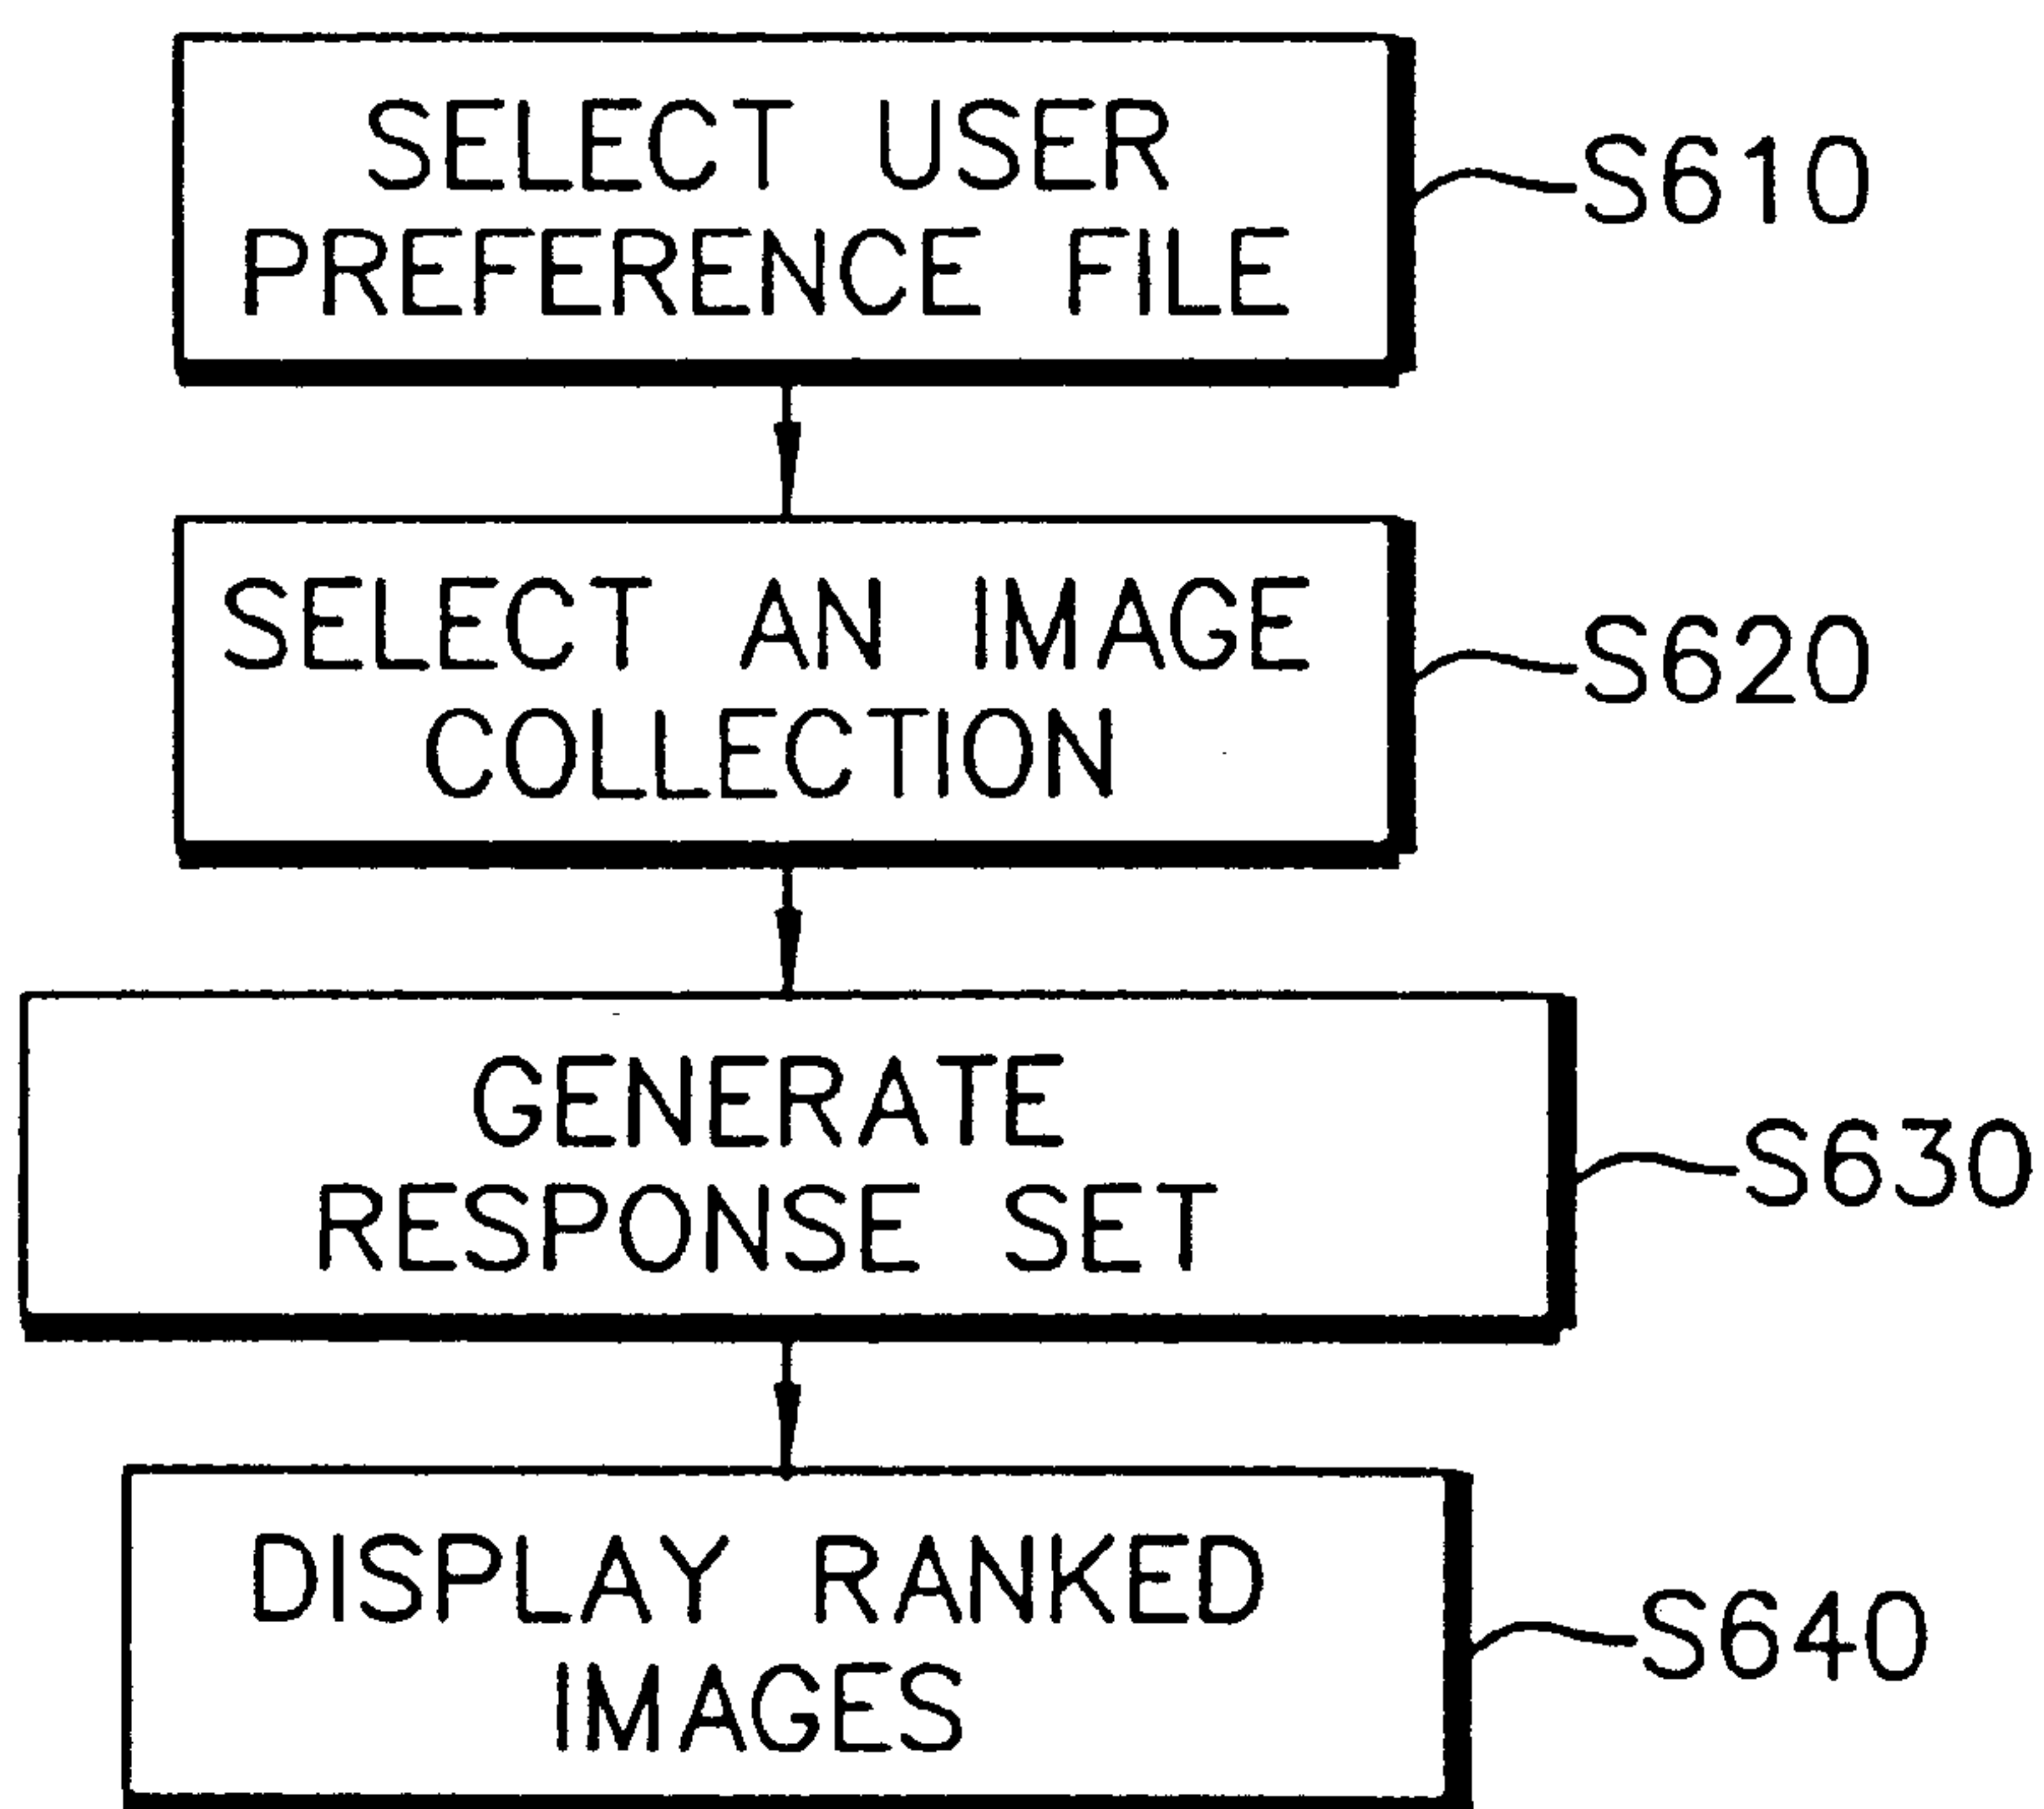 SELECT USER
PREFERENCE FILE
S610
SELECT AN IMAGE
COLLECTION
S620
GENERATE
RESPONSE SET
S630
DISPLAY RANKED
IMAGES
S640